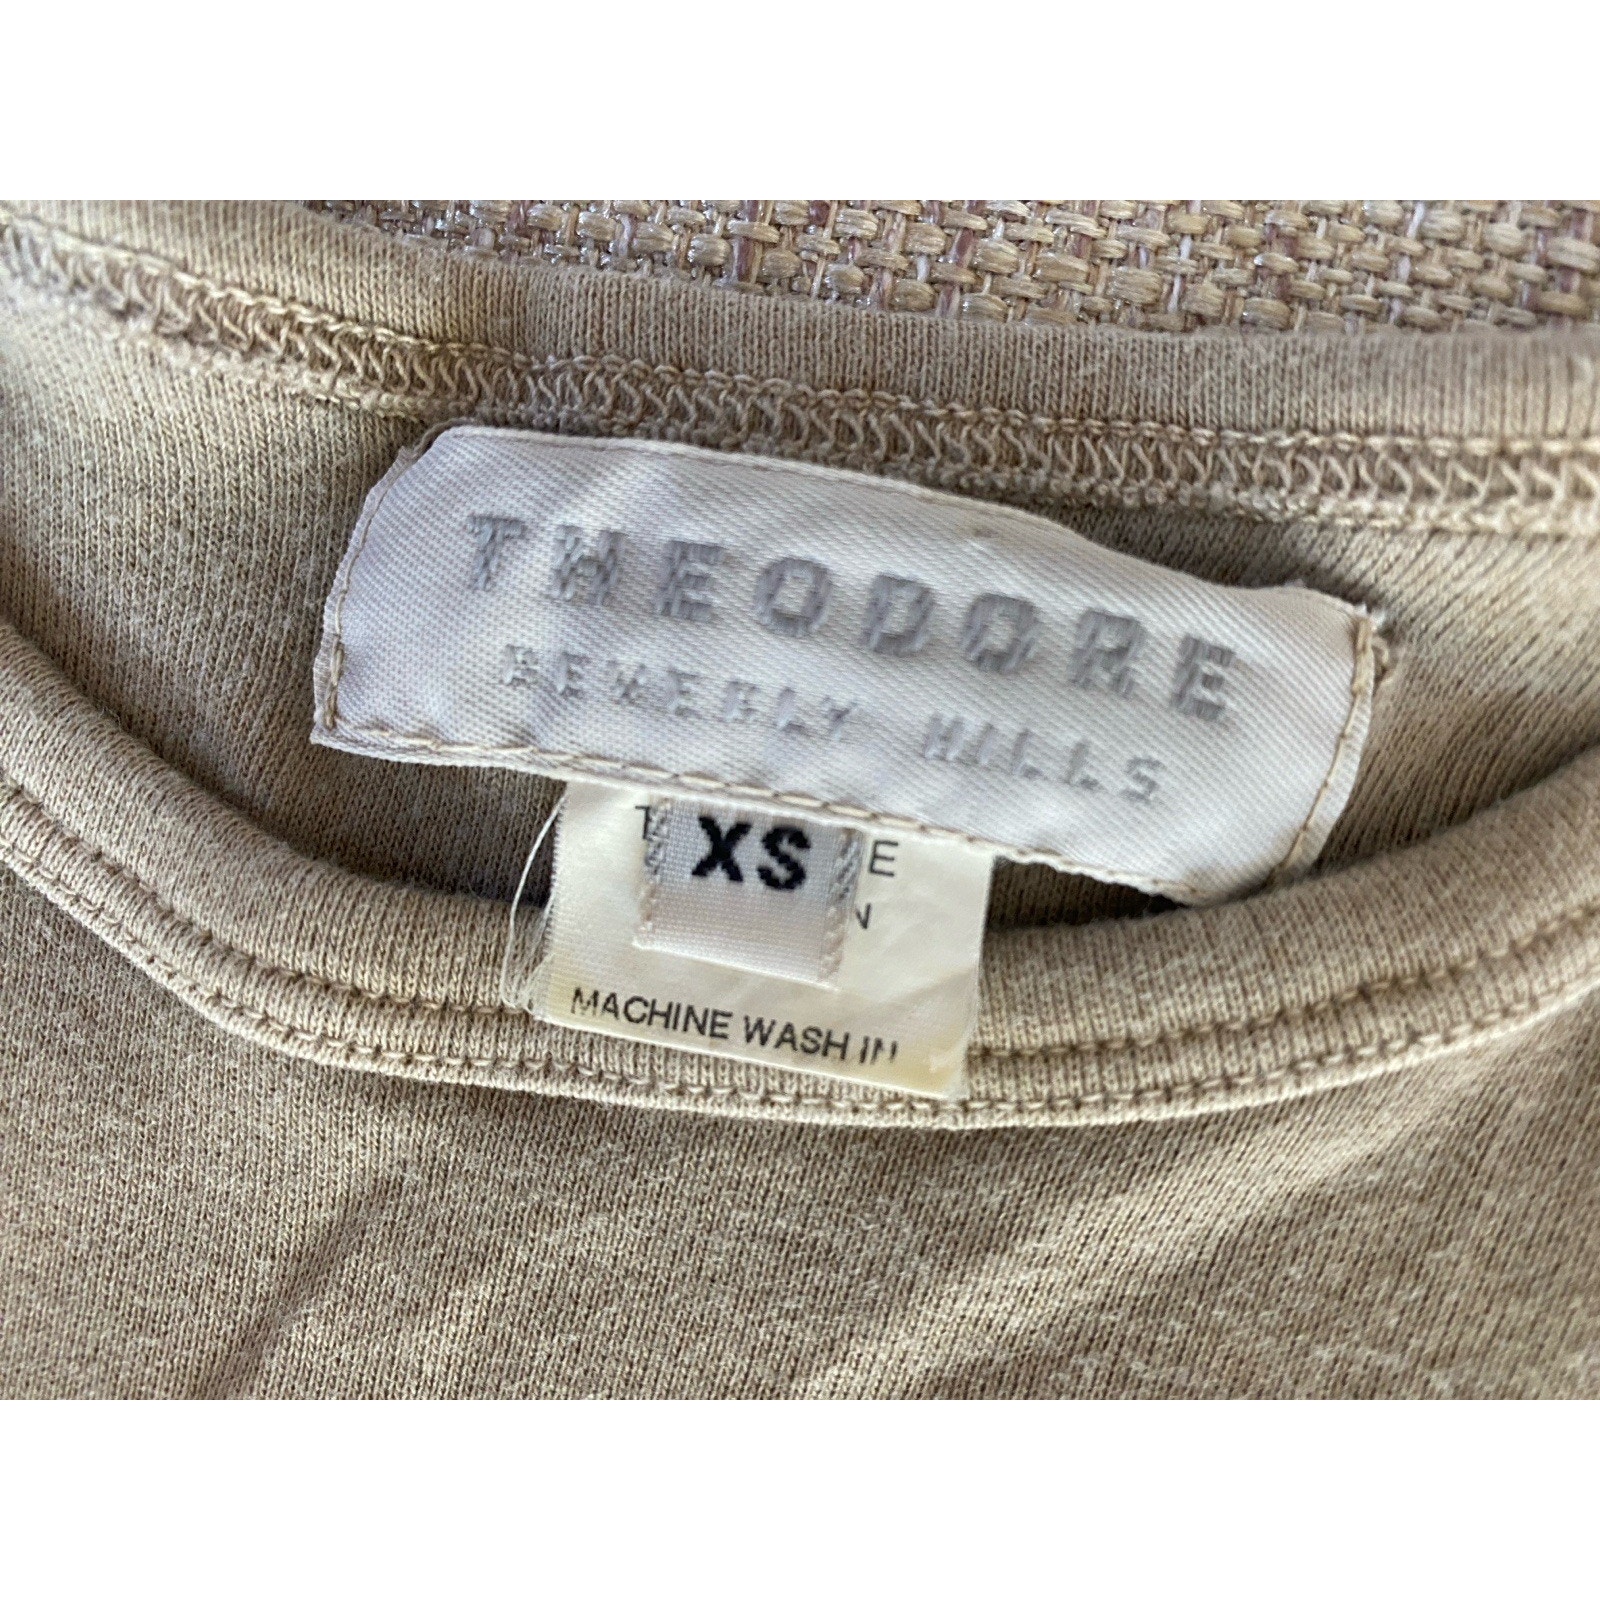 THEODORE
BEVERLY HILLS
XS
MACHINE WASH IN